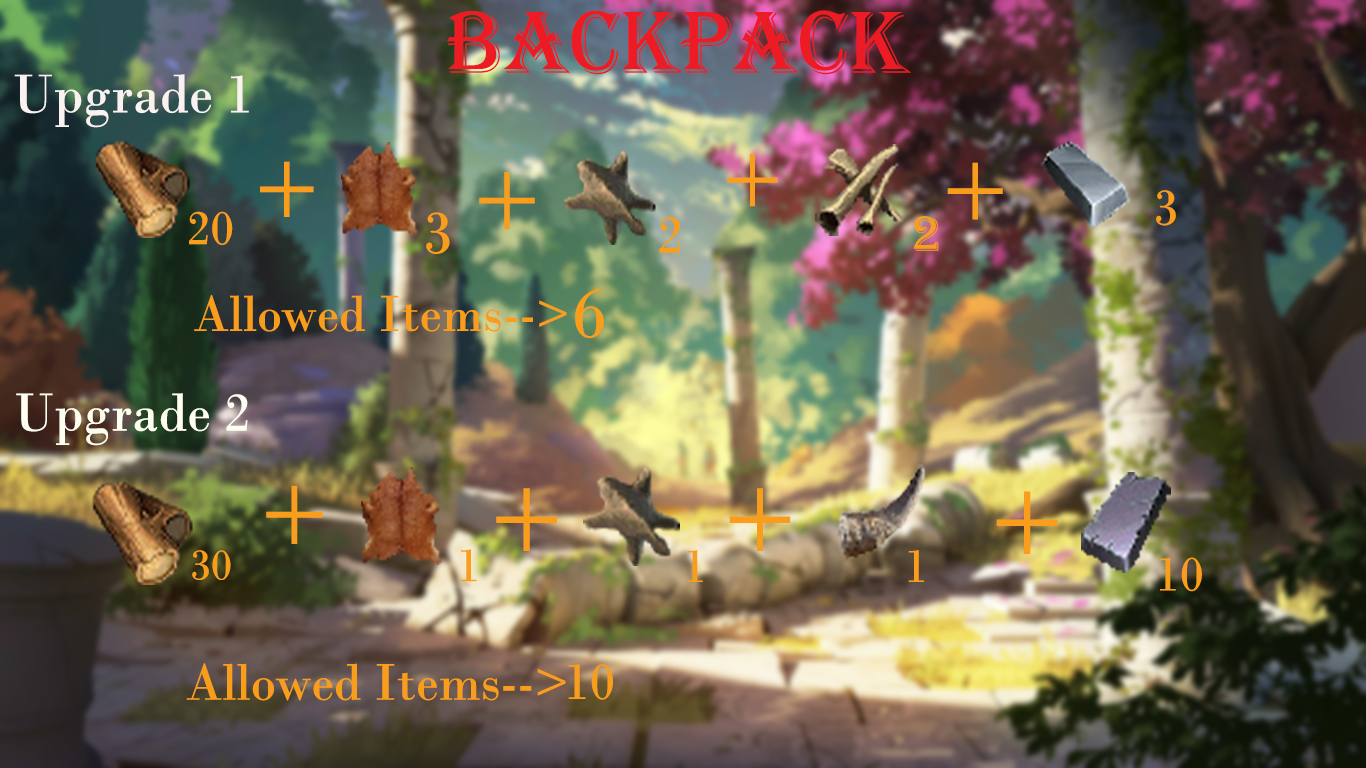 BACKPACK
Upgrade 1
20 + 3 + 2 + 2 + 3
Allowed Items-->6
Upgrade 2
30 + 1 + 1 + 1 + 10
Allowed Items-->10